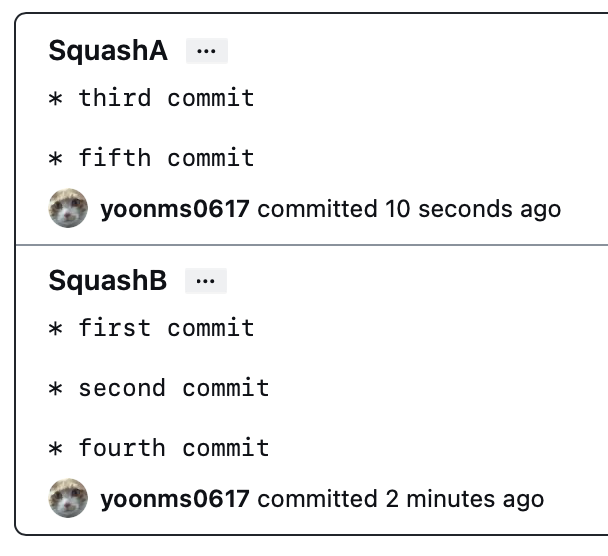 SquashA ...
* third commit
* fifth commit
yoonms0617 committed 10 seconds ago
SquashB ...
* first commit
* second commit
* fourth commit
yoonms0617 committed 2 minutes ago